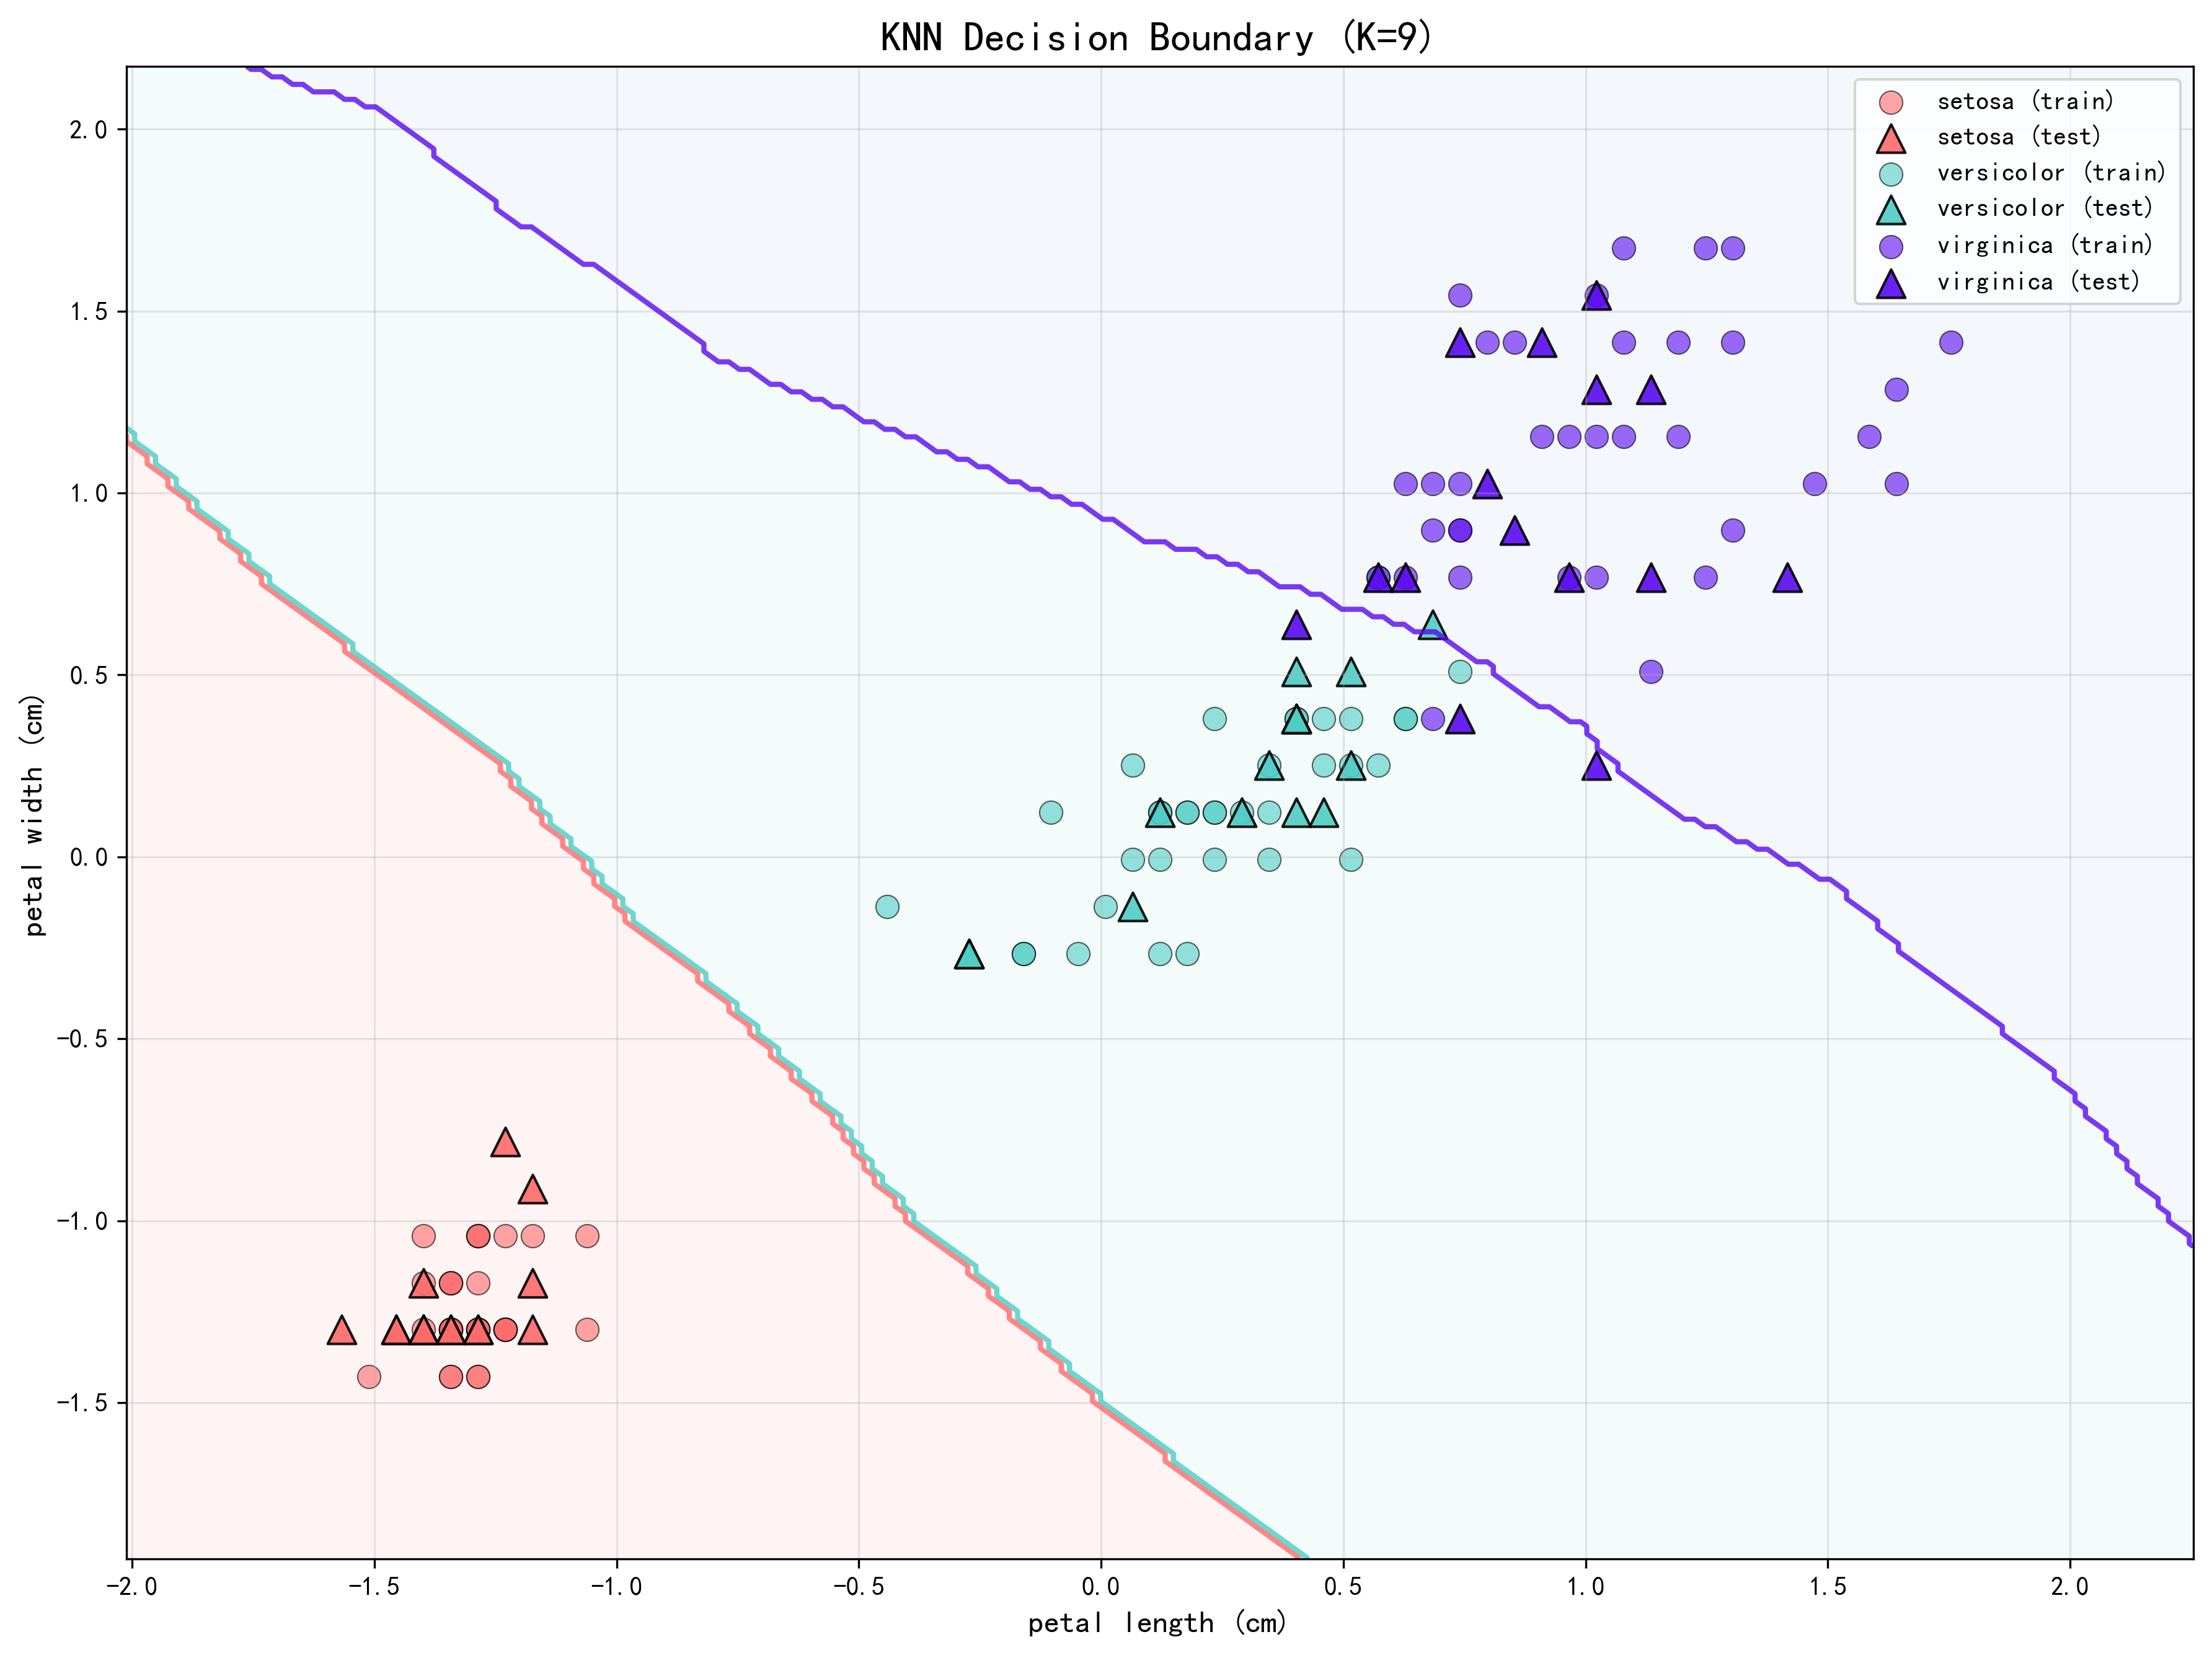 KNN Decision Boundary (K=9)
setosa (train)
setosa (test)
versicolor (train)
versicolor (test)
virginica (train)
virginica (test)
petal width (cm)
2.0
1.5
1.0
0.5
0.0
−0.5
−1.0
−1.5
−2.0 −1.5 −1.0 −0.5 0.0 0.5 1.0 1.5 2.0
petal length (cm)